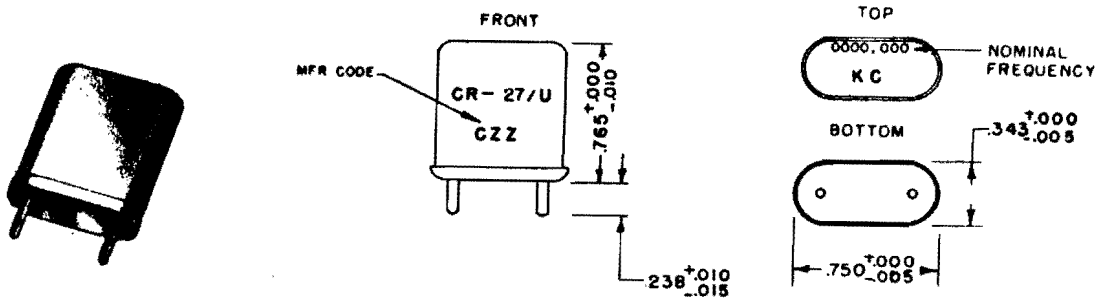 FRONT
MFR CODE
CR-27/U
CZZ
.765 +.000 -.010
.238 +.010 -.015
TOP
0000.000
KC
NOMINAL
FREQUENCY
BOTTOM
.343 +.000 -.005
.750 +.000 -.005